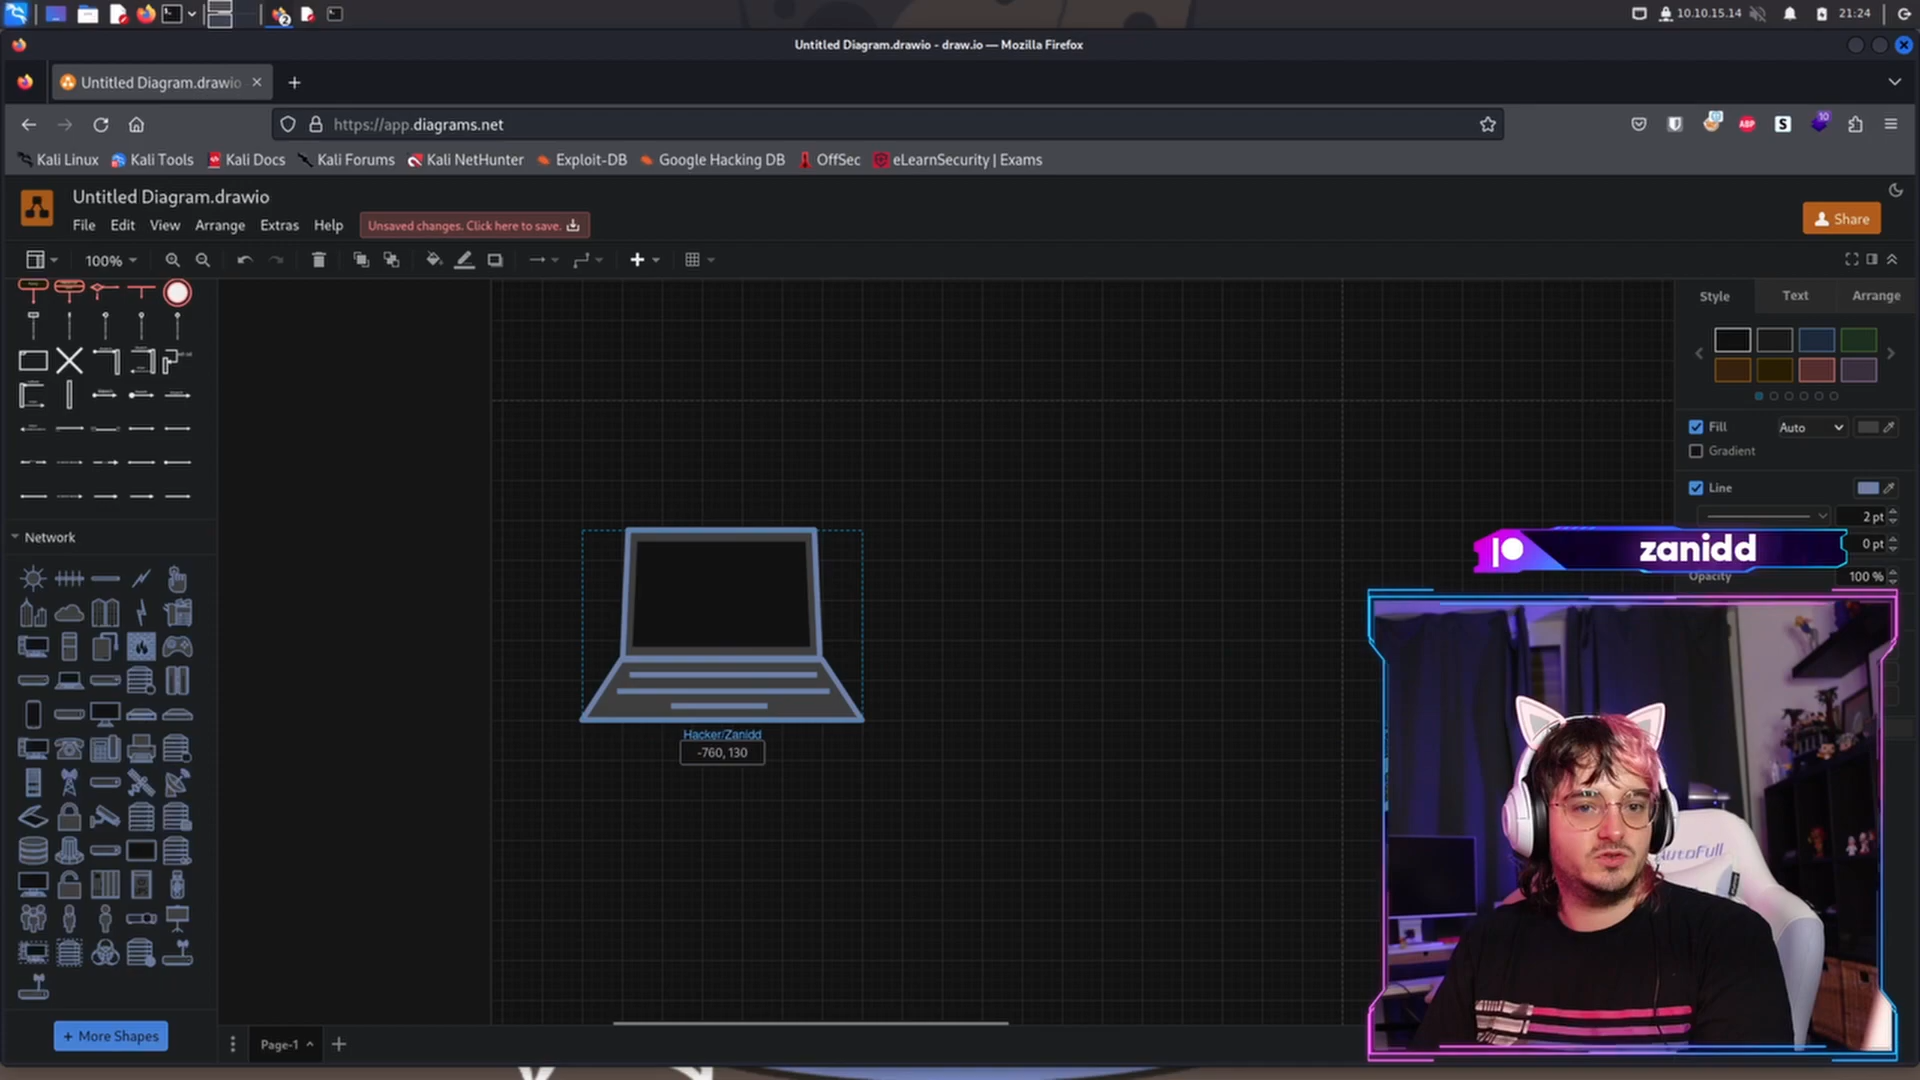 2
10.10.15.14
21:24
Untitled Diagram.drawio - draw.io — Mozilla Firefox
Untitled Diagram.drawio
https://app.diagrams.net
ABP
S
10
Kali Linux
Kali Tools
Kali Docs
Kali Forums
Kali NetHunter
Exploit-DB
Google Hacking DB
OffSec
eLearnSecurity | Exams
Untitled Diagram.drawio
File
Edit
View
Arrange
Extras
Help
Unsaved changes. Click here to save.
Share
100%
Style
Text
Arrange
Fill
Auto
Gradient
Line
2 pt
0 pt
zanidd
Opacity
100 %
Network
Hacker/Zanidd
-760, 130
AutoFull
+ More Shapes
Page-1